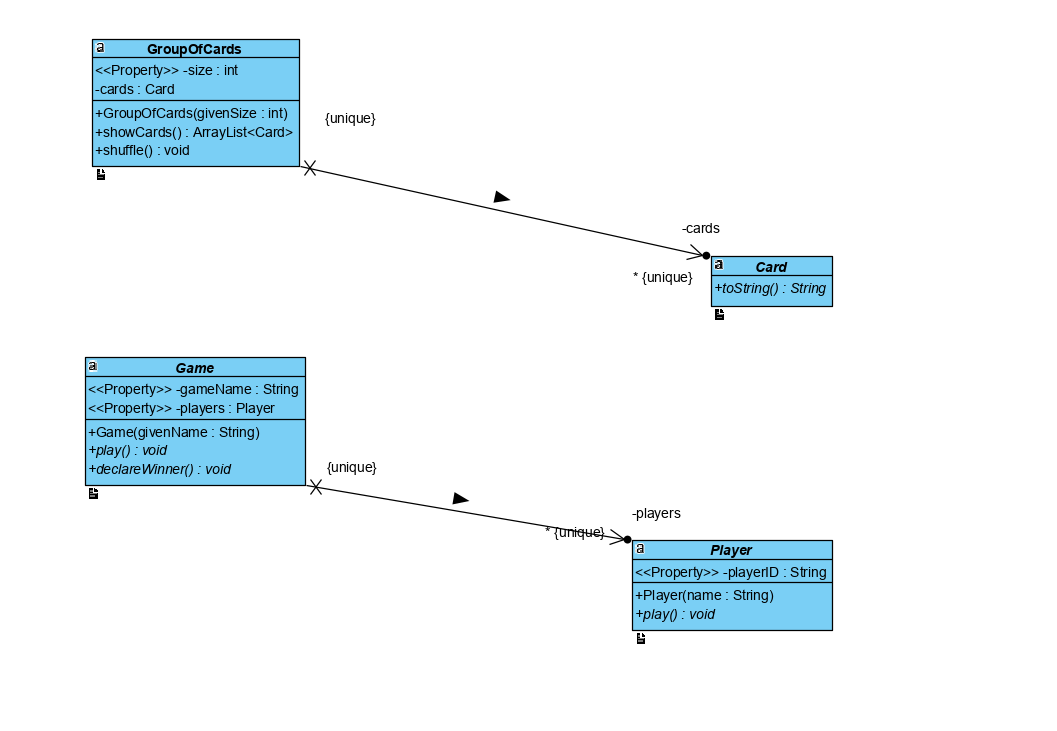 a GroupOfCards
<<Property>> -size : int
-cards : Card
+GroupOfCards(givenSize : int)
+showCards() : ArrayList<Card>
+shuffle() : void
{unique}
-cards
* {unique}
a Card
+toString() : String
a Game
<<Property>> -gameName : String
<<Property>> -players : Player
+Game(givenName : String)
+play() : void
+declareWinner() : void
{unique}
-players
* {unique}
a Player
<<Property>> -playerID : String
+Player(name : String)
+play() : void